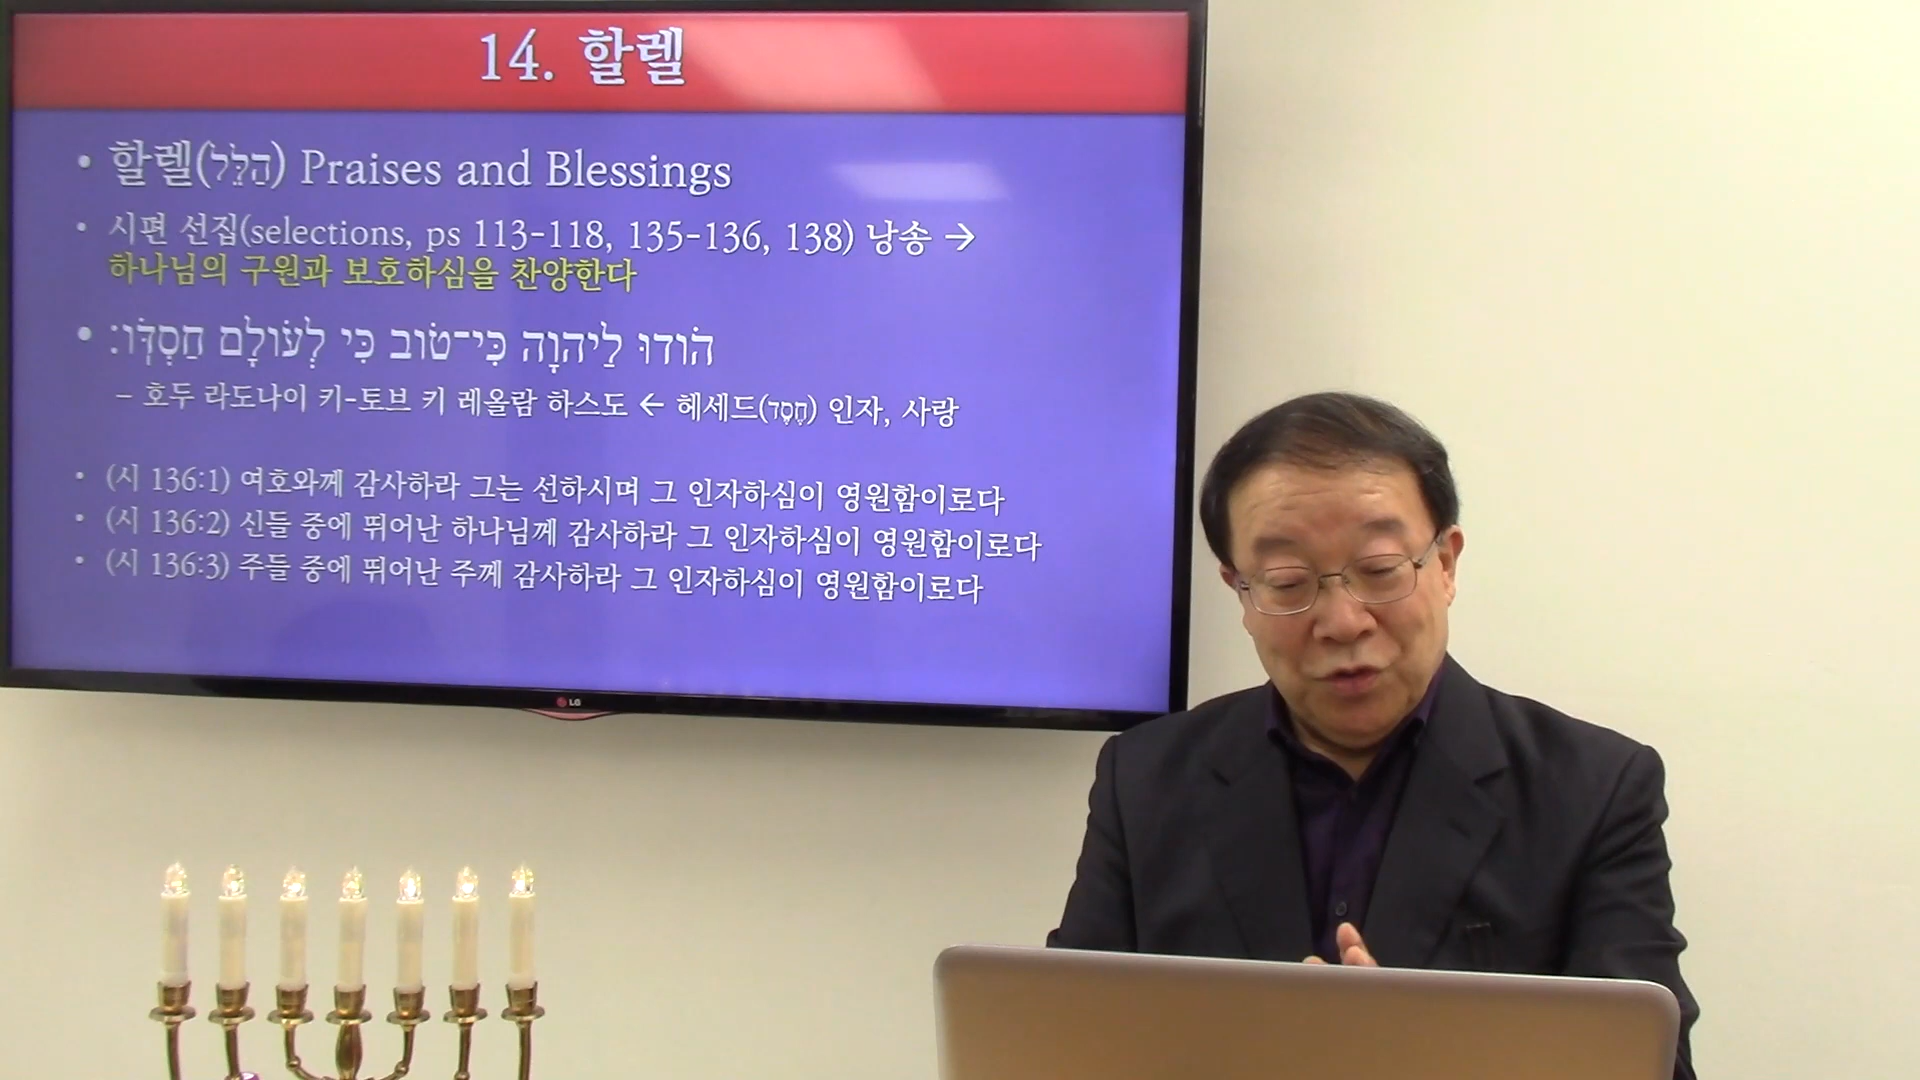 14. 할렐
• 할렐(הַלֵּל) Praises and Blessings
• 시편 선집(selections, ps 113-118, 135-136, 138) 낭송 →
하나님의 구원과 보호하심을 찬양한다
• הֹוד֣וּ לַיהוָ֣ה כִּי־טֹ֑וב כִּ֖י לְעֹולָ֣ם חַסְדֹּֽו׃
– 호두 라도나이 키-토브 키 레올람 하스도 ← 헤세드(חֶסֶד) 인자, 사랑
• (시 136:1) 여호와께 감사하라 그는 선하시며 그 인자하심이 영원함이로다
• (시 136:2) 신들 중에 뛰어난 하나님께 감사하라 그 인자하심이 영원함이로다
• (시 136:3) 주들 중에 뛰어난 주께 감사하라 그 인자하심이 영원함이로다
LG